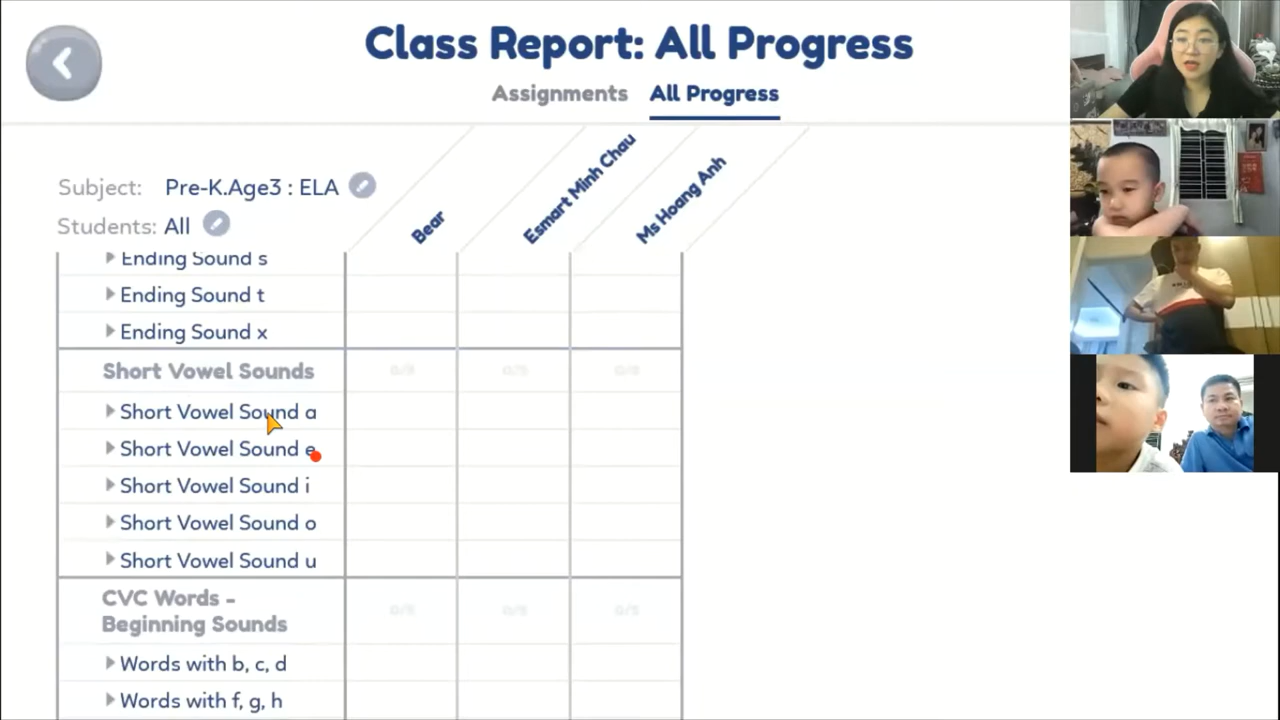 Class Report: All Progress
Assignments All Progress
Subject: Pre-K.Age3 : ELA
Students: All
Bear
Esmart Minh Chau
Ms Hoang Anh
Ending Sound s
Ending Sound t
Ending Sound x
Short Vowel Sounds
Short Vowel Sound a
Short Vowel Sound e
Short Vowel Sound i
Short Vowel Sound o
Short Vowel Sound u
CVC Words -
Beginning Sounds
Words with b, c, d
Words with f, g, h